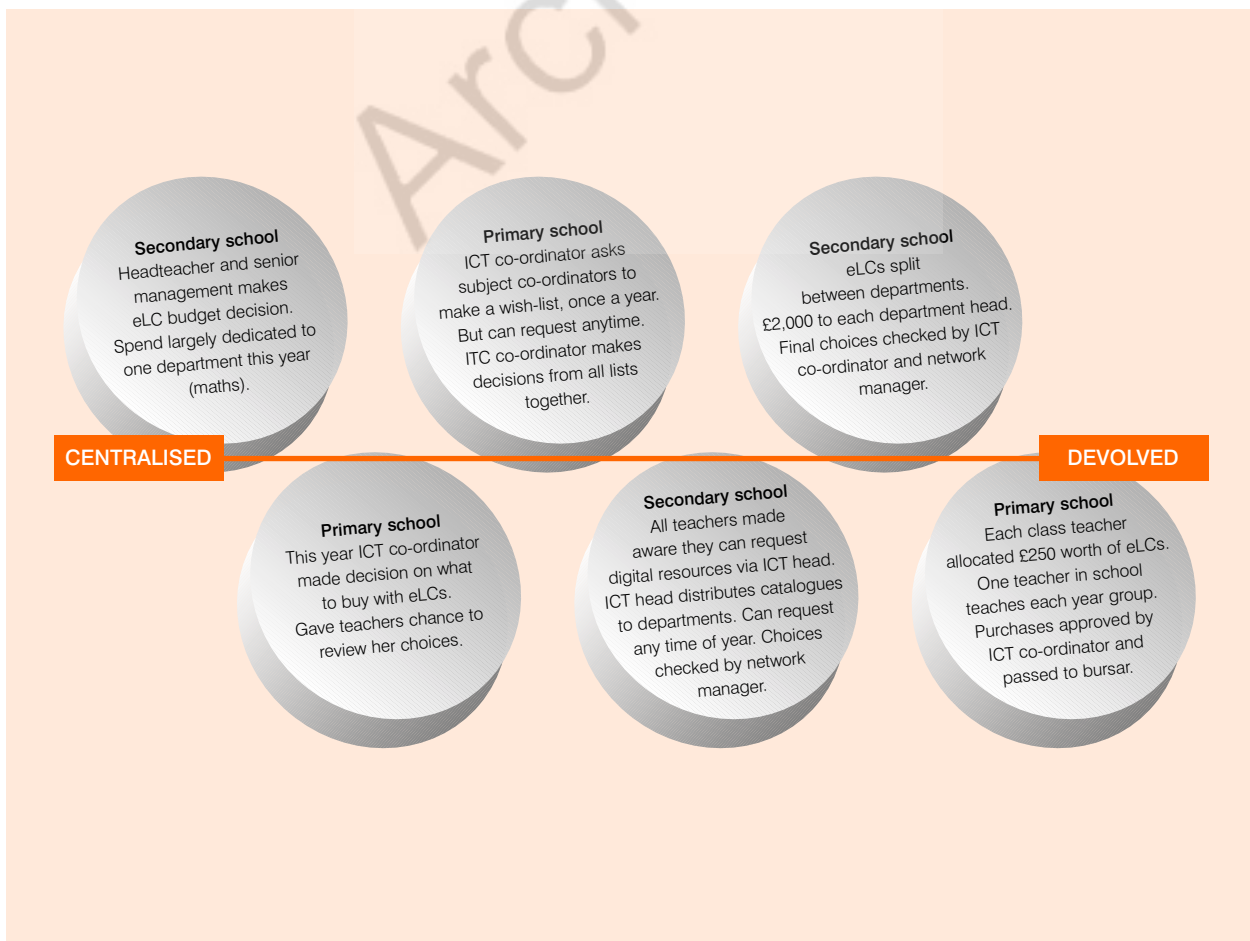 Secondary school
Headteacher and senior
management makes
eLC budget decision.
Spend largely dedicated to
one department this year
(maths).
Primary school
ICT co-ordinator asks
subject co-ordinators to
make a wish-list, once a year.
But can request anytime.
ITC co-ordinator makes
decisions from all lists
together.
Secondary school
eLCs split
between departments.
£2,000 to each department head.
Final choices checked by ICT
co-ordinator and network
manager.
CENTRALISED
DEVOLVED
Primary school
This year ICT co-ordinator
made decision on what
to buy with eLCs.
Gave teachers chance to
review her choices.
Secondary school
All teachers made
aware they can request
digital resources via ICT head.
ICT head distributes catalogues
to departments. Can request
any time of year. Choices
checked by network
manager.
Primary school
Each class teacher
allocated £250 worth of eLCs.
One teacher in school
teaches each year group.
Purchases approved by
ICT co-ordinator and
passed to bursar.